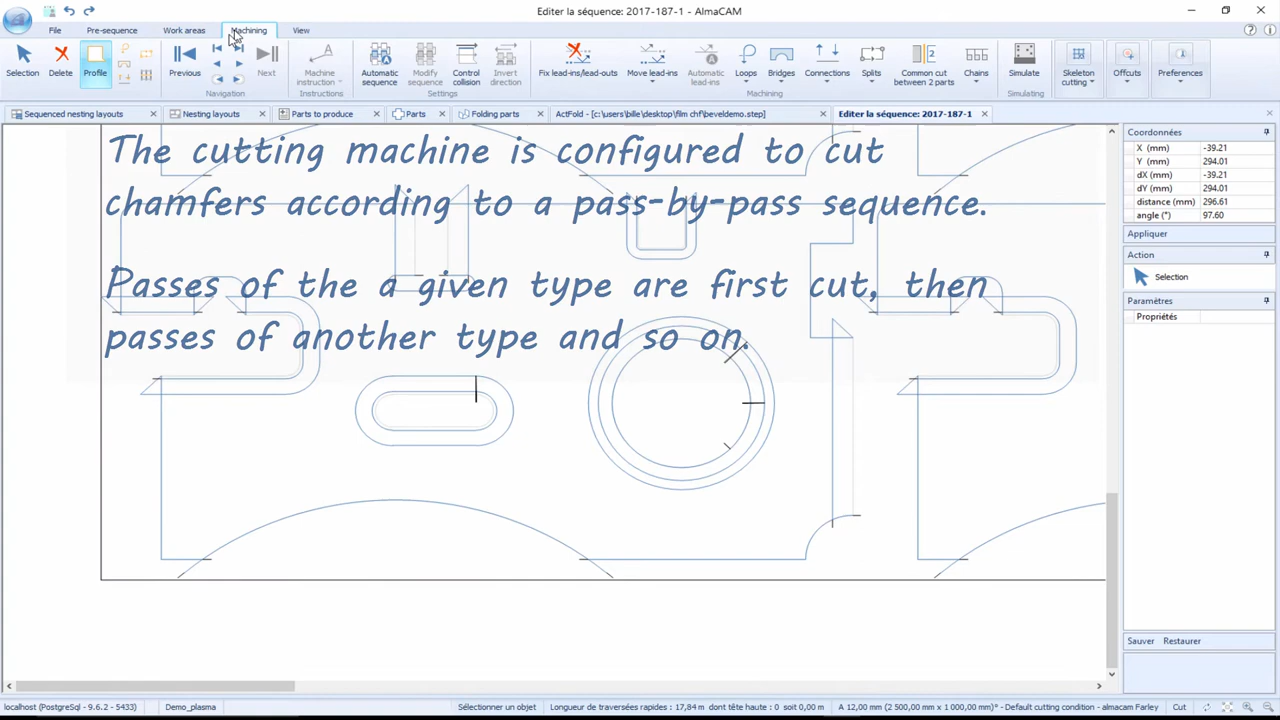 Editer la séquence: 2017-187-1 - AlmaCAM
File Pre-sequence Work areas Machining View
Selection Delete Profile Previous Next Machine instruction Automatic sequence Modify sequence Control collision Invert direction Fix lead-ins/lead-outs Move lead-ins Automatic lead-ins Loops Bridges Connections Splits Common cut between 2 parts Chains Simulate Skeleton cutting Offcuts Preferences
Navigation Instructions Settings Machining Simulating
Sequenced nesting layouts Nesting layouts Parts to produce Parts Folding parts ActFold - [c:\users\bille\desktop\film chf\beveldemo.step] Editer la séquence: 2017-187-1
The cutting machine is configured to cut
chamfers according to a pass-by-pass sequence.
Passes of the a given type are first cut, then
passes of another type and so on.
Coordonnées
X (mm) -39.21
Y (mm) 294.01
dX (mm) -39.21
dY (mm) 294.01
distance (mm) 296.61
angle (°) 97.60
Appliquer
Action
Selection
Paramètres
Propriétés
Sauver Restaurer
localhost (PostgreSql - 9.6.2 - 5433) Demo_plasma Sélectionner un objet Longueur de traversées rapides : 17,84 m dont tête haute : 0 soit 0,00 m A 12,00 mm (2 500,00 mm x 1 000,00 mm) - Default cutting condition - almacam Farley Cut